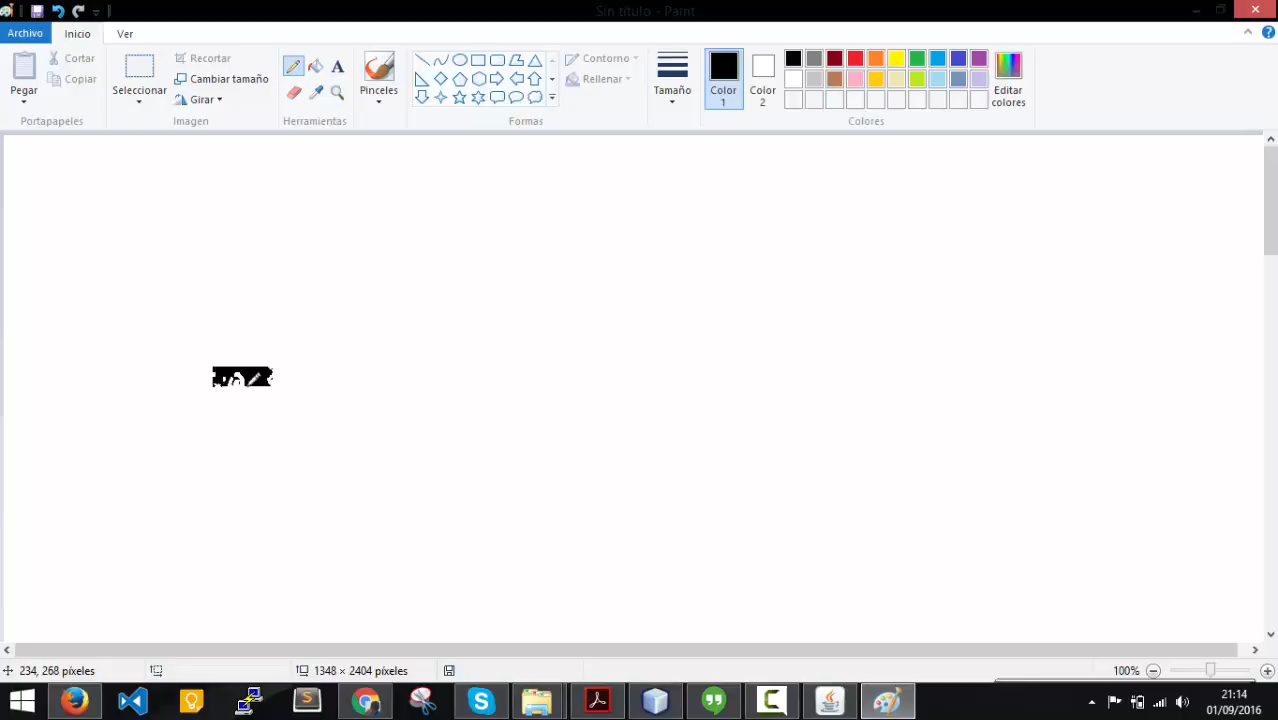 Sin título - Paint
Archivo Inicio Ver
Pegar
Cortar
Copiar
Portapapeles
Seleccionar
Recortar
Cambiar tamaño
Girar
Imagen
A
Herramientas
Pinceles
Contorno
Rellenar
Formas
Tamaño
Color
1
Color
2
Editar
colores
Colores
234, 268 píxeles 1348 × 2404 píxeles 100%
21:14
01/09/2016